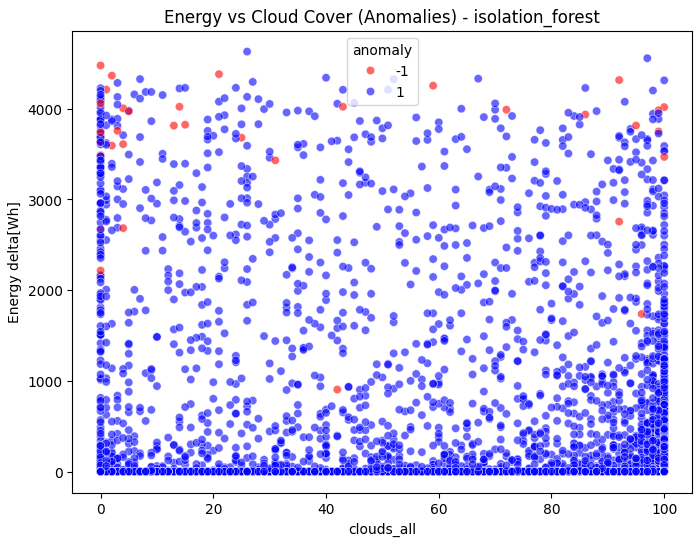 Energy vs Cloud Cover (Anomalies) - isolation_forest
anomaly
-1
1
Energy delta[Wh]
4000
3000
2000
1000
0
0 20 40 60 80 100
clouds_all